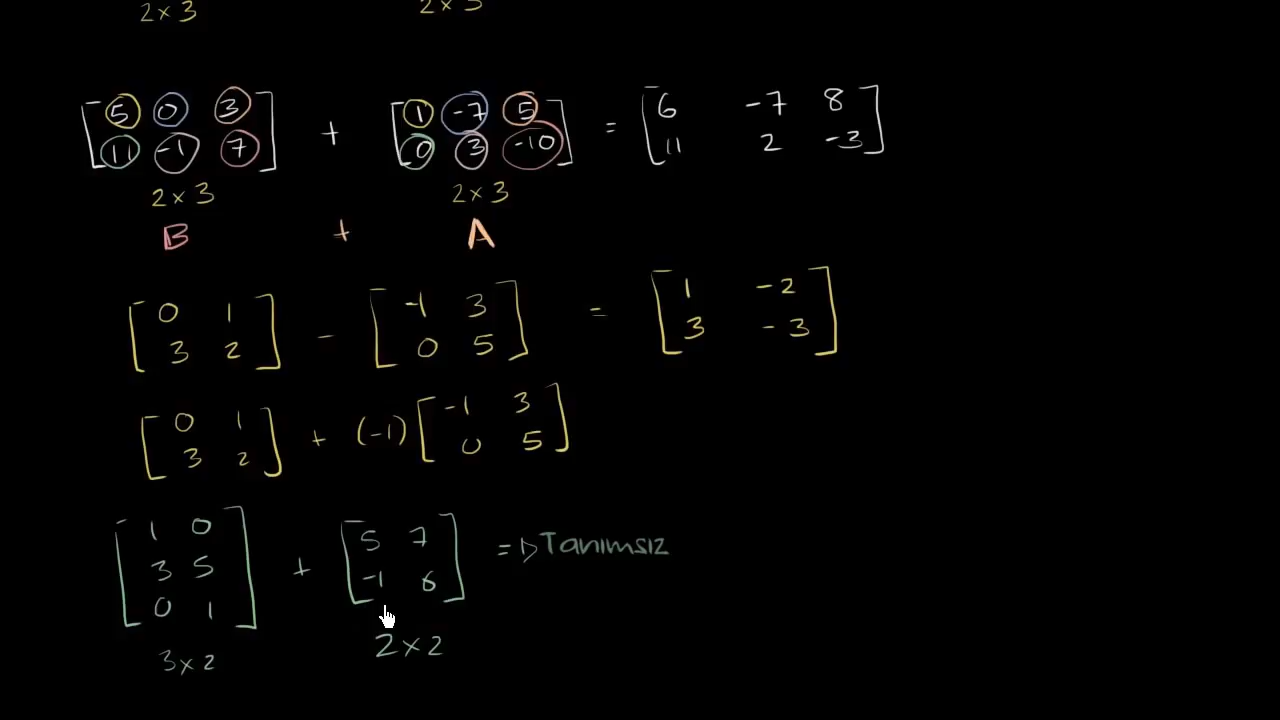 2 x 3 2 x 3
[ 5 0 3 ] + [ 1 -7 5 ] = [ 6 -7 8 ]
[ 11 -1 7 ] [ 0 3 -10 ] [ 11 2 -3 ]
2 x 3 2 x 3
B + A
[ 0 1 ] - [ -1 3 ] = [ 1 -2 ]
[ 3 2 ] [ 0 5 ] [ 3 -3 ]
[ 0 1 ] + (-1) [ -1 3 ]
[ 3 2 ] [ 0 5 ]
[ 1 0 ] + [ 5 7 ] => Tanımsız
[ 3 5 ] [ -1 6 ]
[ 0 1 ]
3 x 2 2 x 2